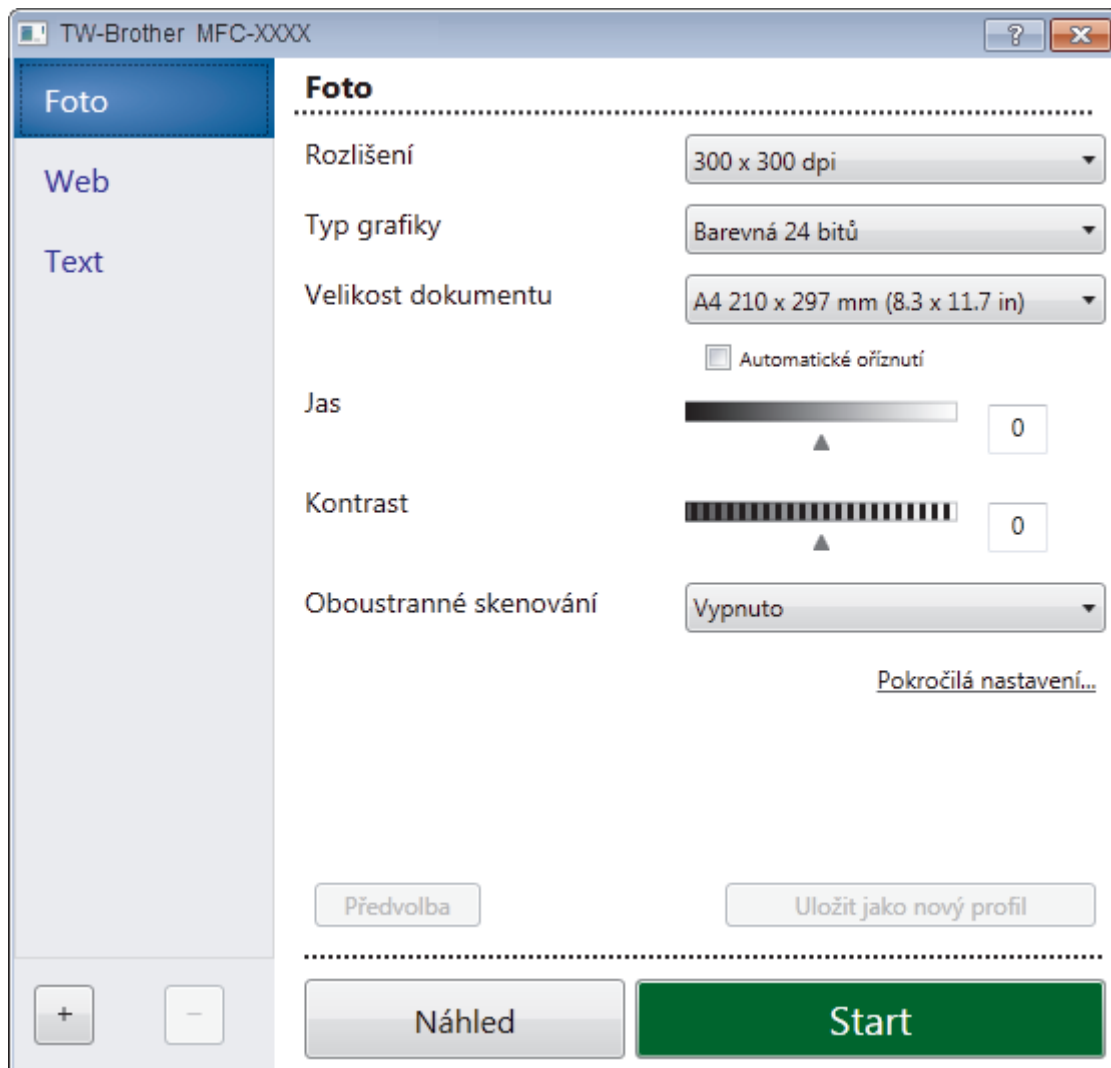 TW-Brother MFC-XXXX
?
Foto
Web
Text
Foto
Rozlišení
300 x 300 dpi
Typ grafiky
Barevná 24 bitů
Velikost dokumentu
A4 210 x 297 mm (8.3 x 11.7 in)
Automatické oříznutí
Jas
0
Kontrast
0
Oboustranné skenování
Vypnuto
Pokročilá nastavení...
Předvolba
Uložit jako nový profil
+
−
Náhled
Start